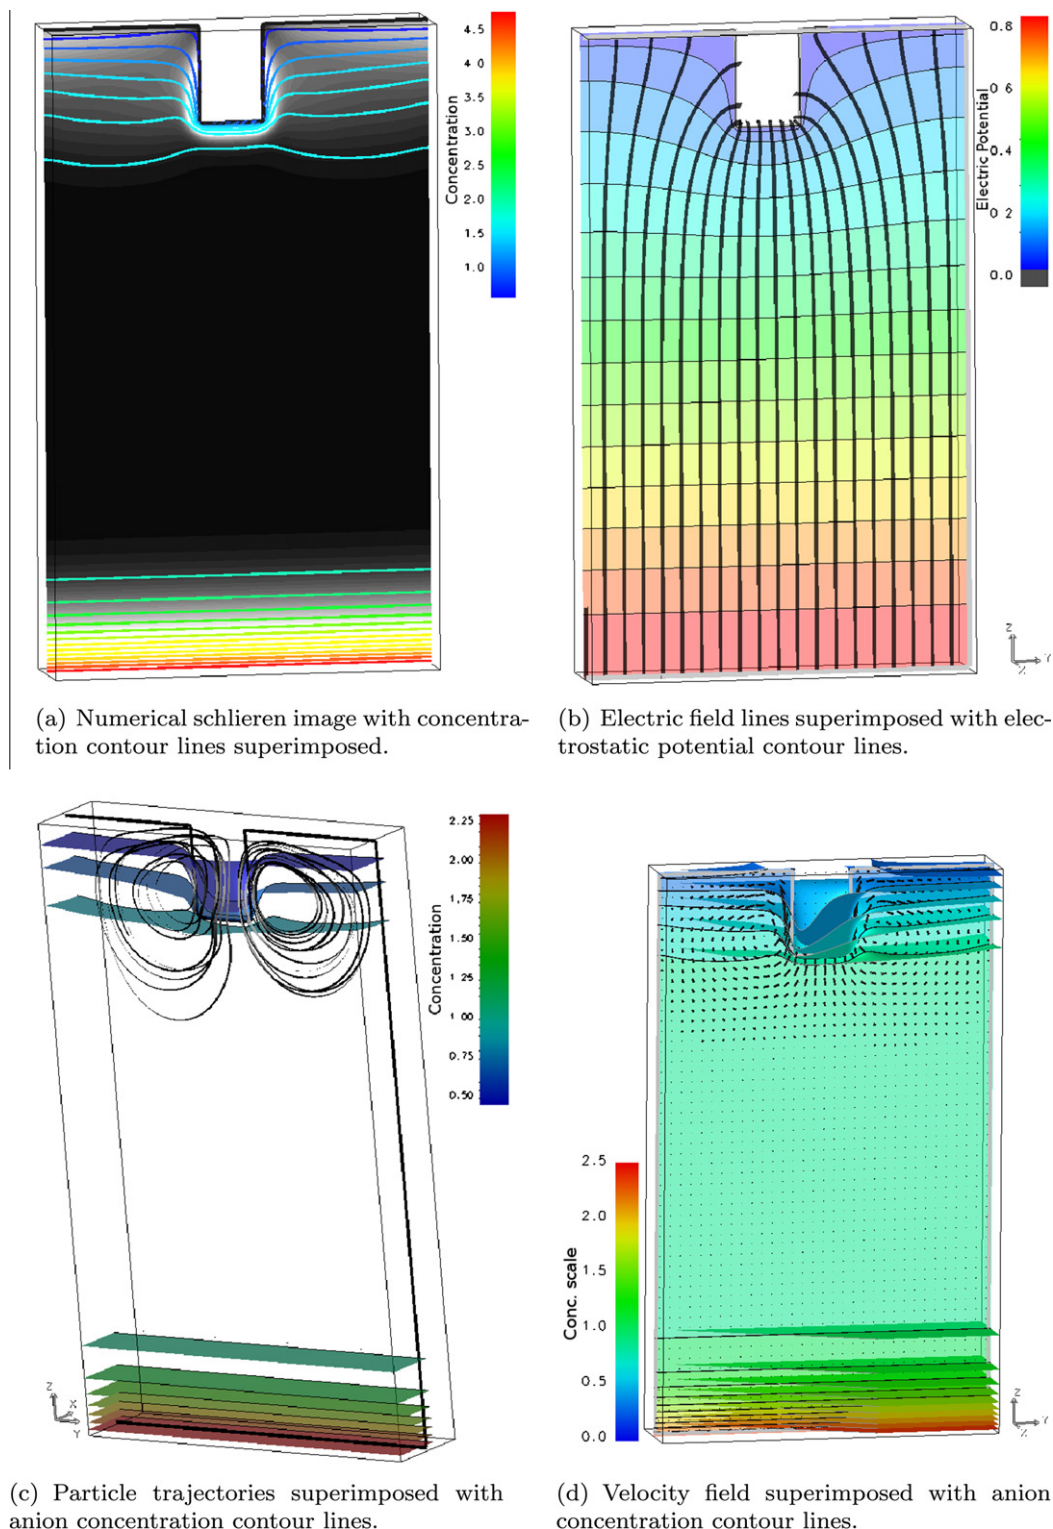 4.5
4.0
3.5
3.0
2.5
2.0
1.5
1.0
Concentration
0.8
0.6
0.4
0 2
0.0
Electric Potential
Z
Y
X
(a) Numerical schlieren image with concentra-
tion contour lines superimposed.
(b) Electric field lines superimposed with elec-
trostatic potential contour lines.
2.25
2.00
1.75
1.50
1.25
1 00
0.75
0.50
Concentration
Z
X
Y
2.5
2.0
1.5
1.0
0.5
0.0
Conc. scale
Z
Y
X
(c) Particle trajectories superimposed with
anion concentration contour lines.
(d) Velocity field superimposed with anion
concentration contour lines.